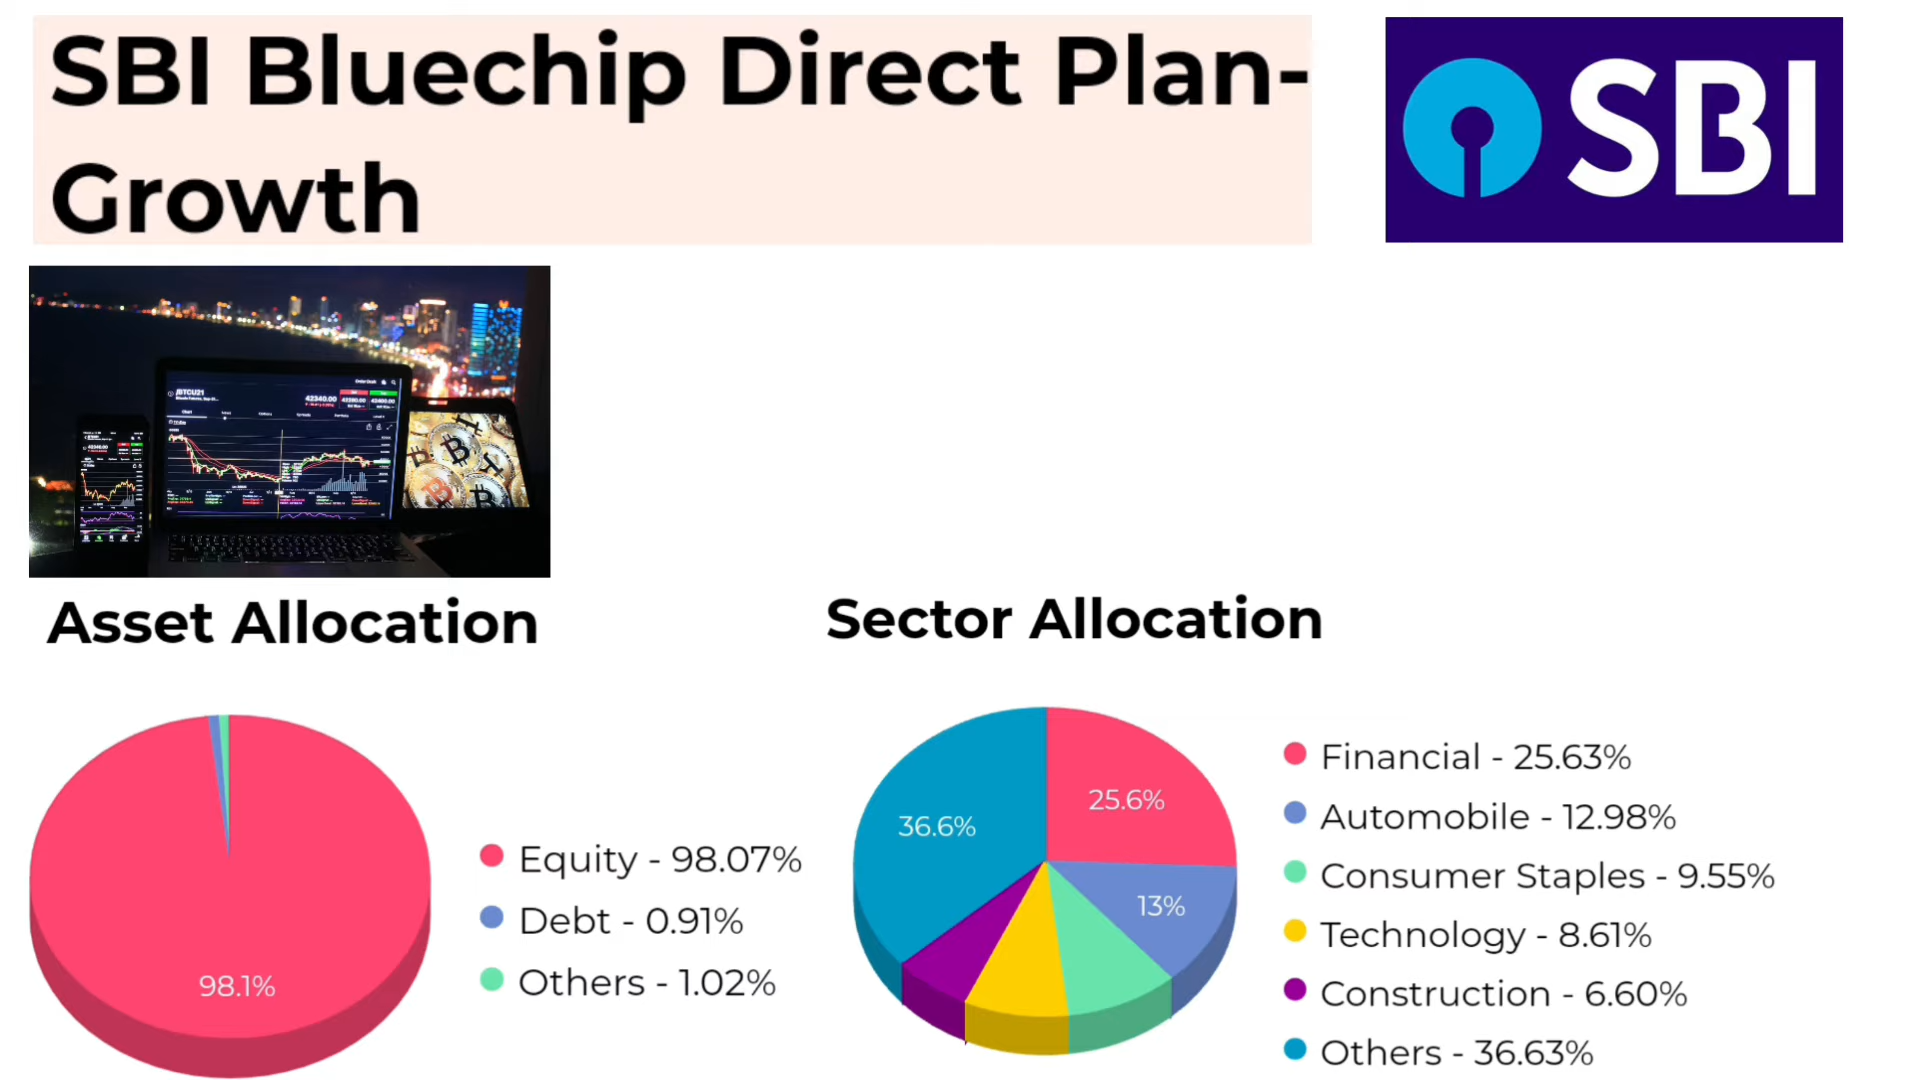 SBI Bluechip Direct Plan-
Growth
SBI
42340.00
Asset Allocation
Sector Allocation
98.1%
Equity - 98.07%
Debt - 0.91%
Others - 1.02%
36.6%
25.6%
13%
Financial - 25.63%
Automobile - 12.98%
Consumer Staples - 9.55%
Technology - 8.61%
Construction - 6.60%
Others - 36.63%